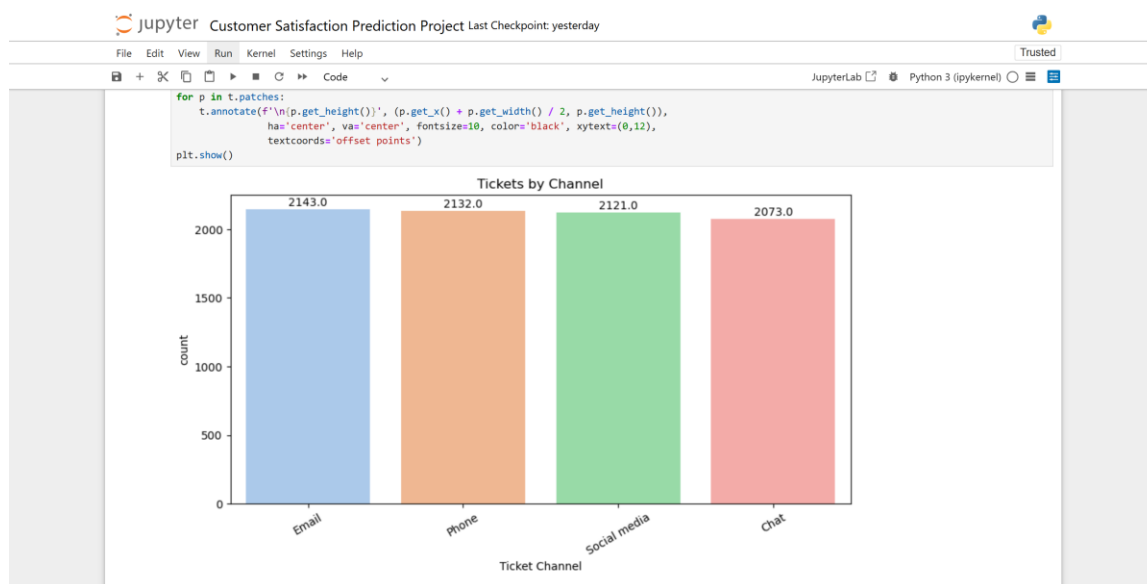 jupyter Customer Satisfaction Prediction Project Last Checkpoint: yesterday
File Edit View Run Kernel Settings Help Trusted
Code JupyterLab Python 3 (ipykernel)
for p in t.patches:
    t.annotate(f'\n{p.get_height()}', (p.get_x() + p.get_width() / 2, p.get_height()),
                ha='center', va='center', fontsize=10, color='black', xytext=(0,12),
                textcoords='offset points')
plt.show()
Tickets by Channel
2143.0 2132.0 2121.0 2073.0
2000
1500
1000
500
0
count
Email Phone Social media Chat
Ticket Channel